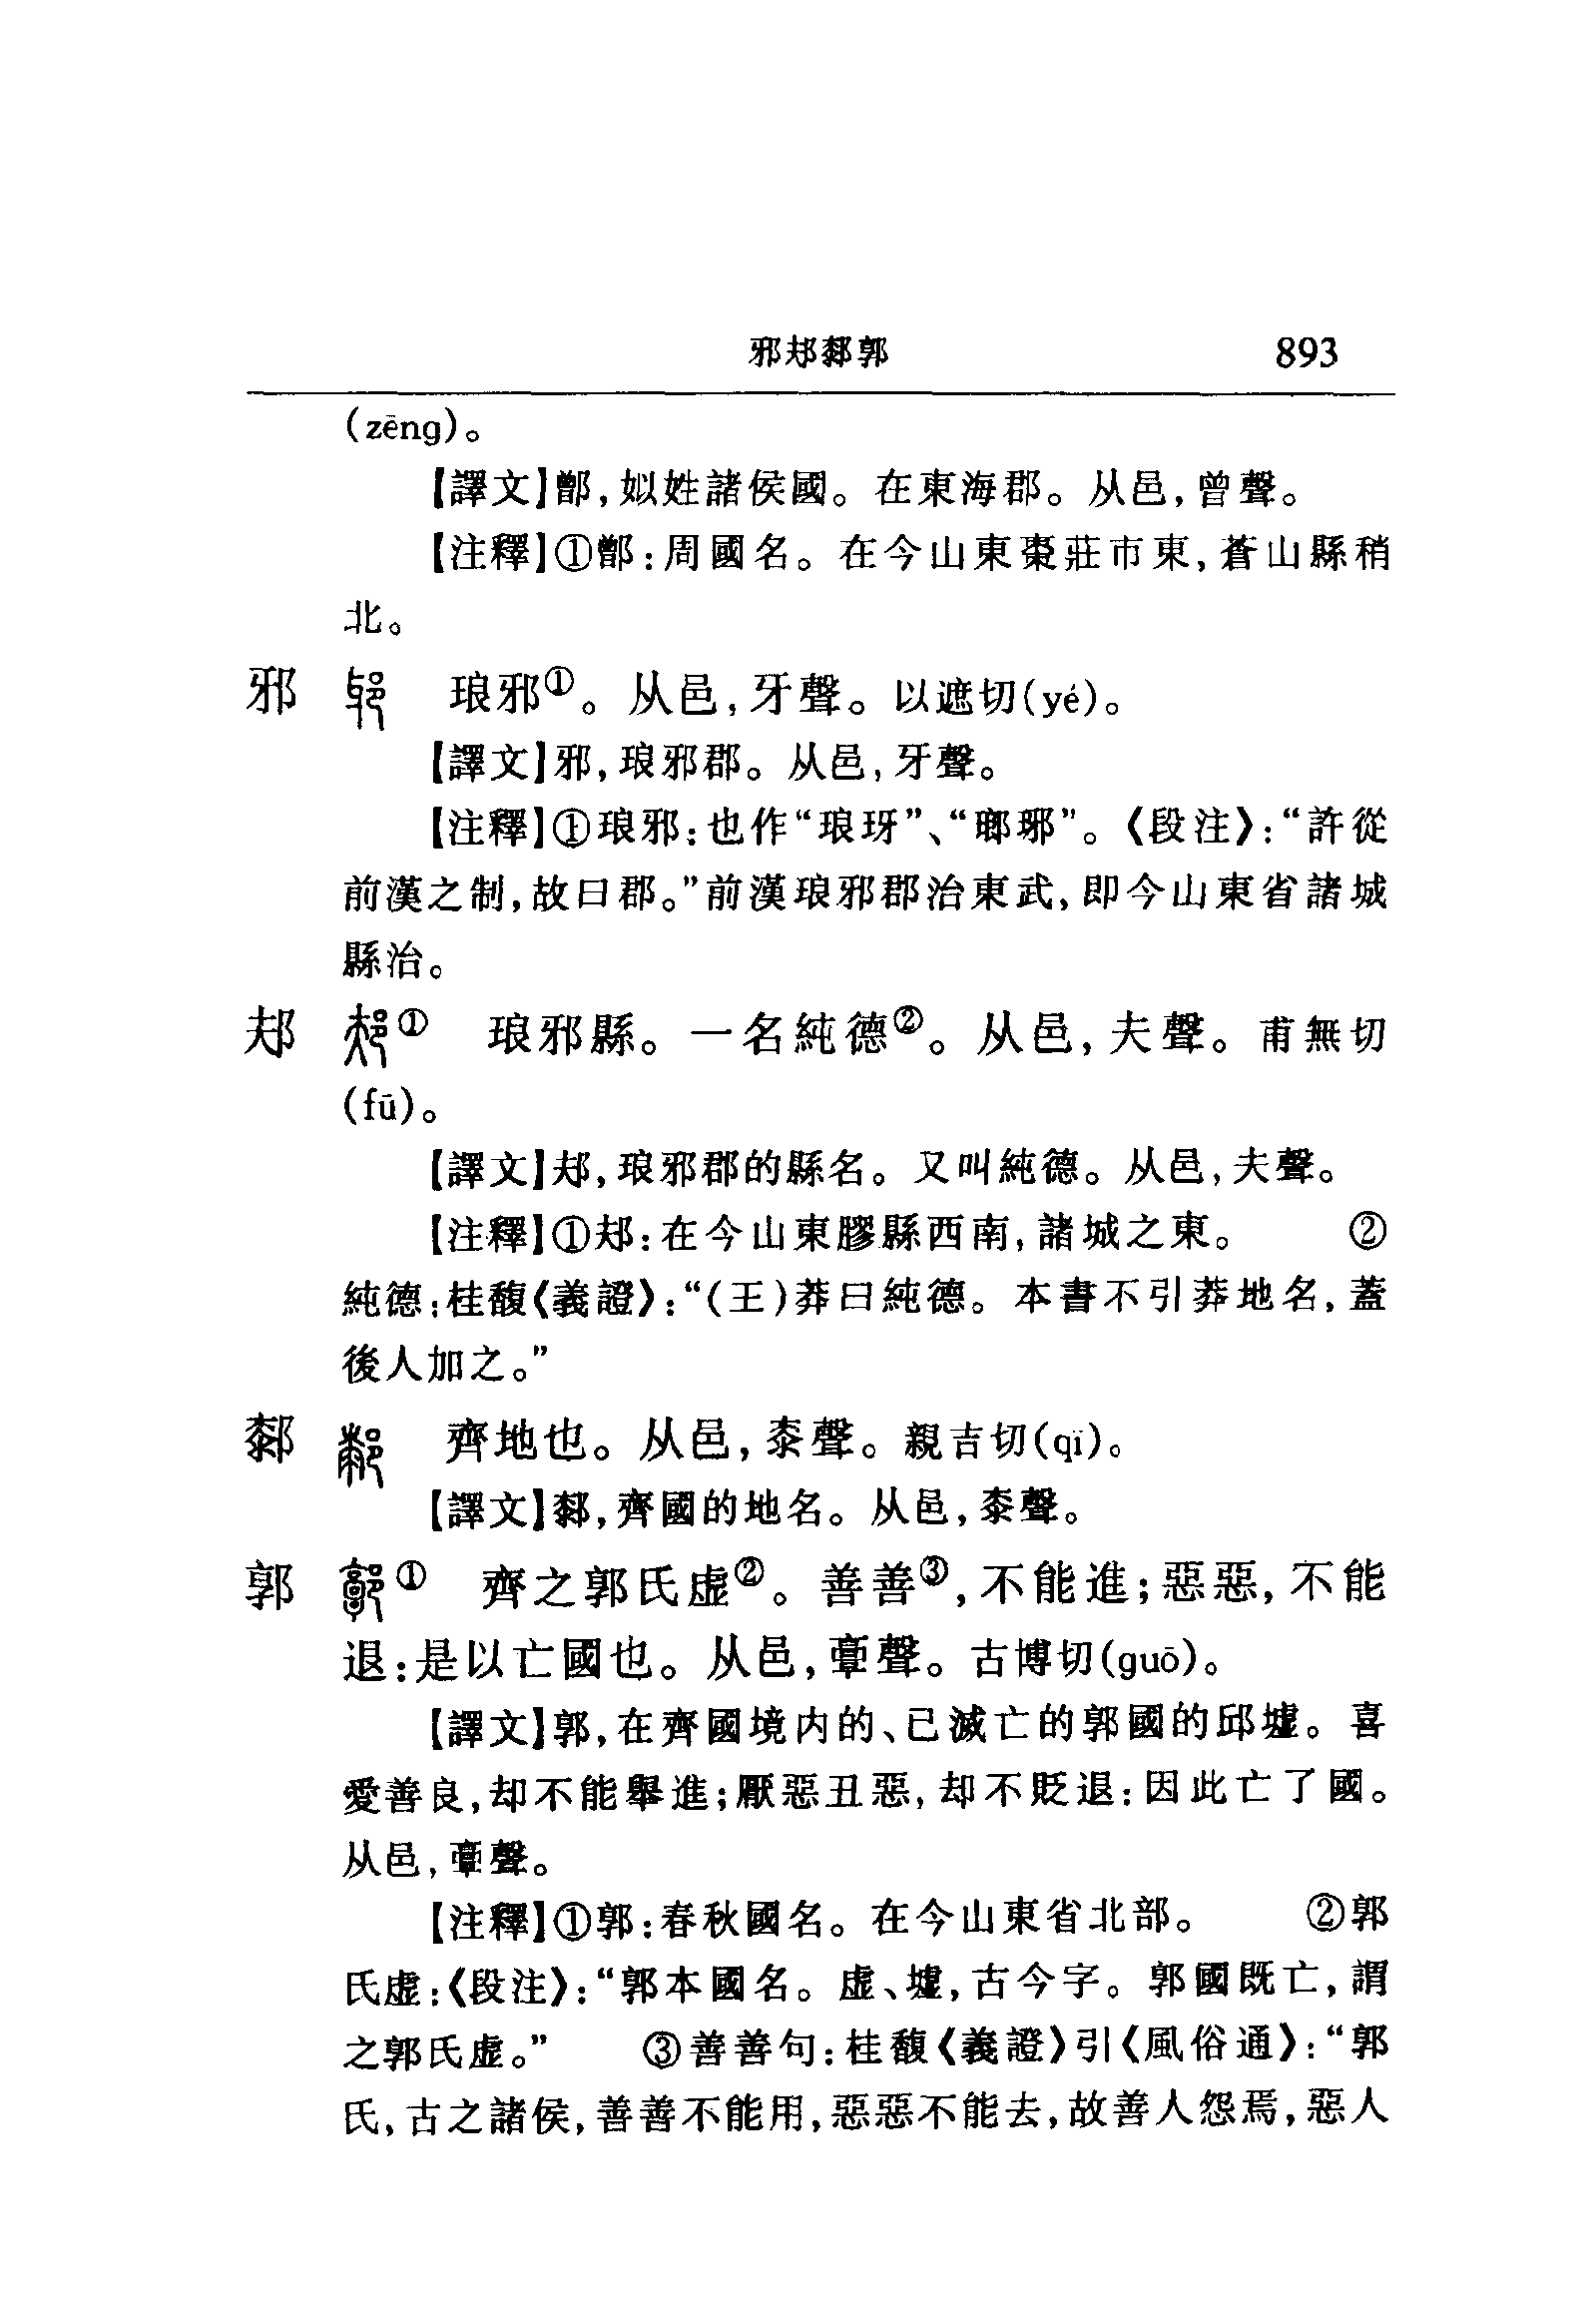 邪邞䣛郭 893
(zēng)。
【譯文】鄫,姒姓諸侯國。在東海郡。从邑,曾聲。
【注釋】①鄫:周國名。在今山東棗莊市東,蒼山縣稍
北。
邪 琅邪①。从邑,牙聲。以遮切(yé)。
【譯文】邪,琅邪郡。从邑,牙聲。
【注釋】①琅邪:也作“琅玡”、“瑯琊”。《段注》:“許從
前漢之制,故曰郡。”前漢琅邪郡治東武,即今山東省諸城
縣治。
邞 ① 琅邪縣。一名純德②。从邑,夫聲。甫無切
(fū)。
【譯文】邞,琅邪郡的縣名。又叫純德。从邑,夫聲。
【注釋】①邞:在今山東膠縣西南,諸城之東。 ②
純德:桂馥《義證》:“(王)莽曰純德。本書不引莽地名,蓋
後人加之。”
䣛 齊地也。从邑,桼聲。親吉切(qī)。
【譯文】䣛,齊國的地名。从邑,桼聲。
郭 ① 齊之郭氏虛②。善善③,不能進;惡惡,不能
退:是以亡國也。从邑,𩫏聲。古博切(guō)。
【譯文】郭,在齊國境内的、已滅亡的郭國的邱墟。喜
愛善良,却不能舉進;厭惡丑惡,却不貶退:因此亡了國。
从邑,𩫏聲。
【注釋】①郭:春秋國名。在今山東省北部。 ②郭
氏虛:《段注》:“郭本國名。虛、墟,古今字。郭國既亡,謂
之郭氏虛。” ③善善句:桂馥《義證》引《風俗通》:“郭
氏,古之諸侯,善善不能用,惡惡不能去,故善人怨焉,惡人